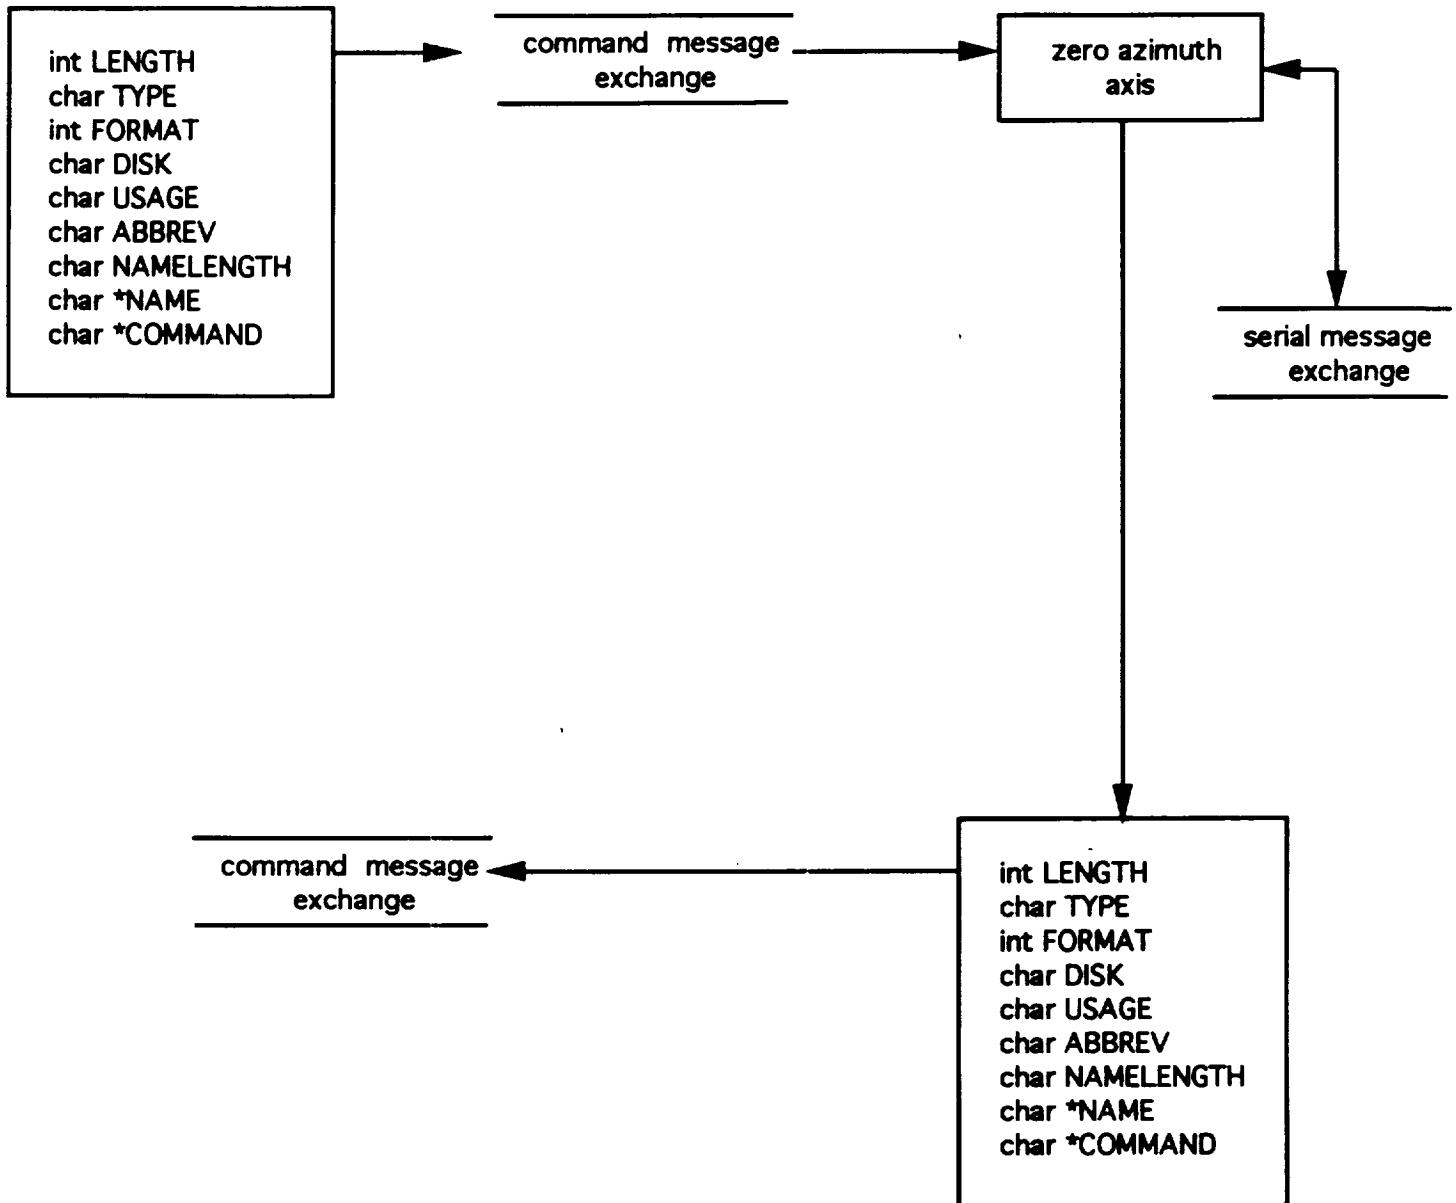 int LENGTH
char TYPE
int FORMAT
char DISK
char USAGE
char ABBREV
char NAMELENGTH
char *NAME
char *COMMAND
command message
exchange
zero azimuth
axis
serial message
exchange
command message
exchange
int LENGTH
char TYPE
int FORMAT
char DISK
char USAGE
char ABBREV
char NAMELENGTH
char *NAME
char *COMMAND